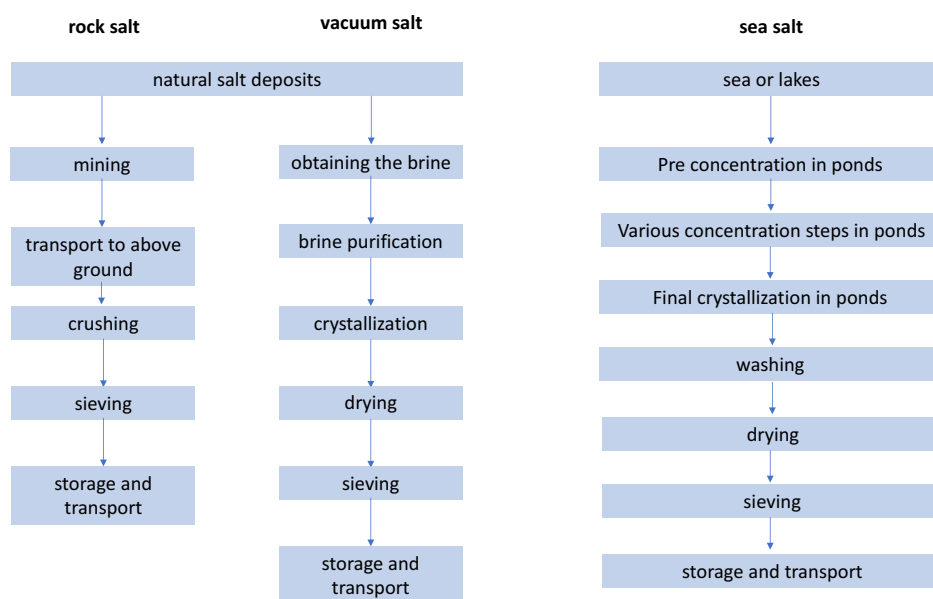 rock salt
vacuum salt
sea salt
natural salt deposits
sea or lakes
mining
transport to above
ground
crushing
sieving
storage and
transport
obtaining the brine
brine purification
crystallization
drying
sieving
storage and
transport
Pre concentration in ponds
Various concentration steps in ponds
Final crystallization in ponds
washing
drying
sieving
storage and transport